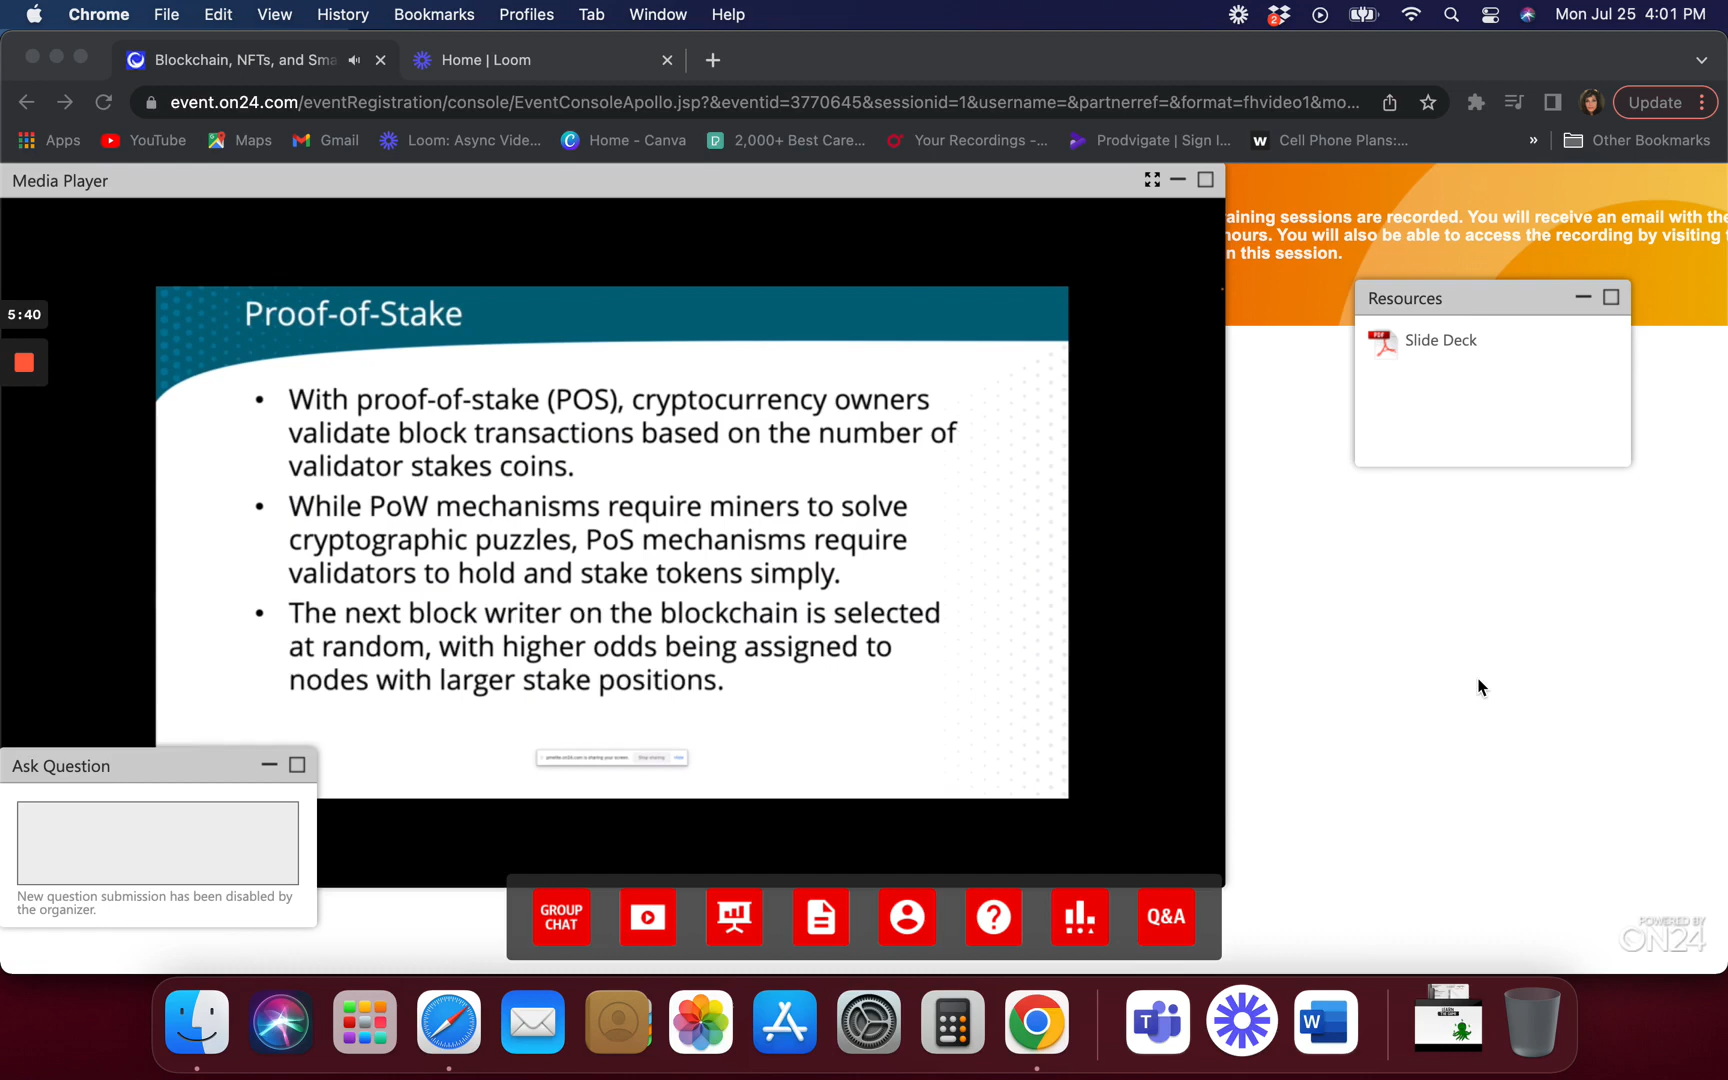 Chrome File Edit View History Bookmarks Profiles Tab Window Help
2
Mon Jul 25 4:01 PM
Blockchain, NFTs, and Sma
Home | Loom
event.on24.com/eventRegistration/console/EventConsoleApollo.jsp?&eventid=3770645&sessionid=1&username=&partnerref=&format=fhvideo1&mo...
Update
Apps YouTube Maps Gmail Loom: Async Vide... Home - Canva 2,000+ Best Care... Your Recordings -... Prodvigate | Sign I... Cell Phone Plans:... » Other Bookmarks
Media Player
aining sessions are recorded. You will receive an email with the
hours. You will also be able to access the recording by visiting
n this session.
Resources
PDF
Slide Deck
5:40
Proof-of-Stake
• With proof-of-stake (POS), cryptocurrency owners
validate block transactions based on the number of
validator stakes coins.
• While PoW mechanisms require miners to solve
cryptographic puzzles, PoS mechanisms require
validators to hold and stake tokens simply.
• The next block writer on the blockchain is selected
at random, with higher odds being assigned to
nodes with larger stake positions.
Stop sharing
Ask Question
New question submission has been disabled by
the organizer.
GROUP
CHAT
Q&A
POWERED BY
ON24